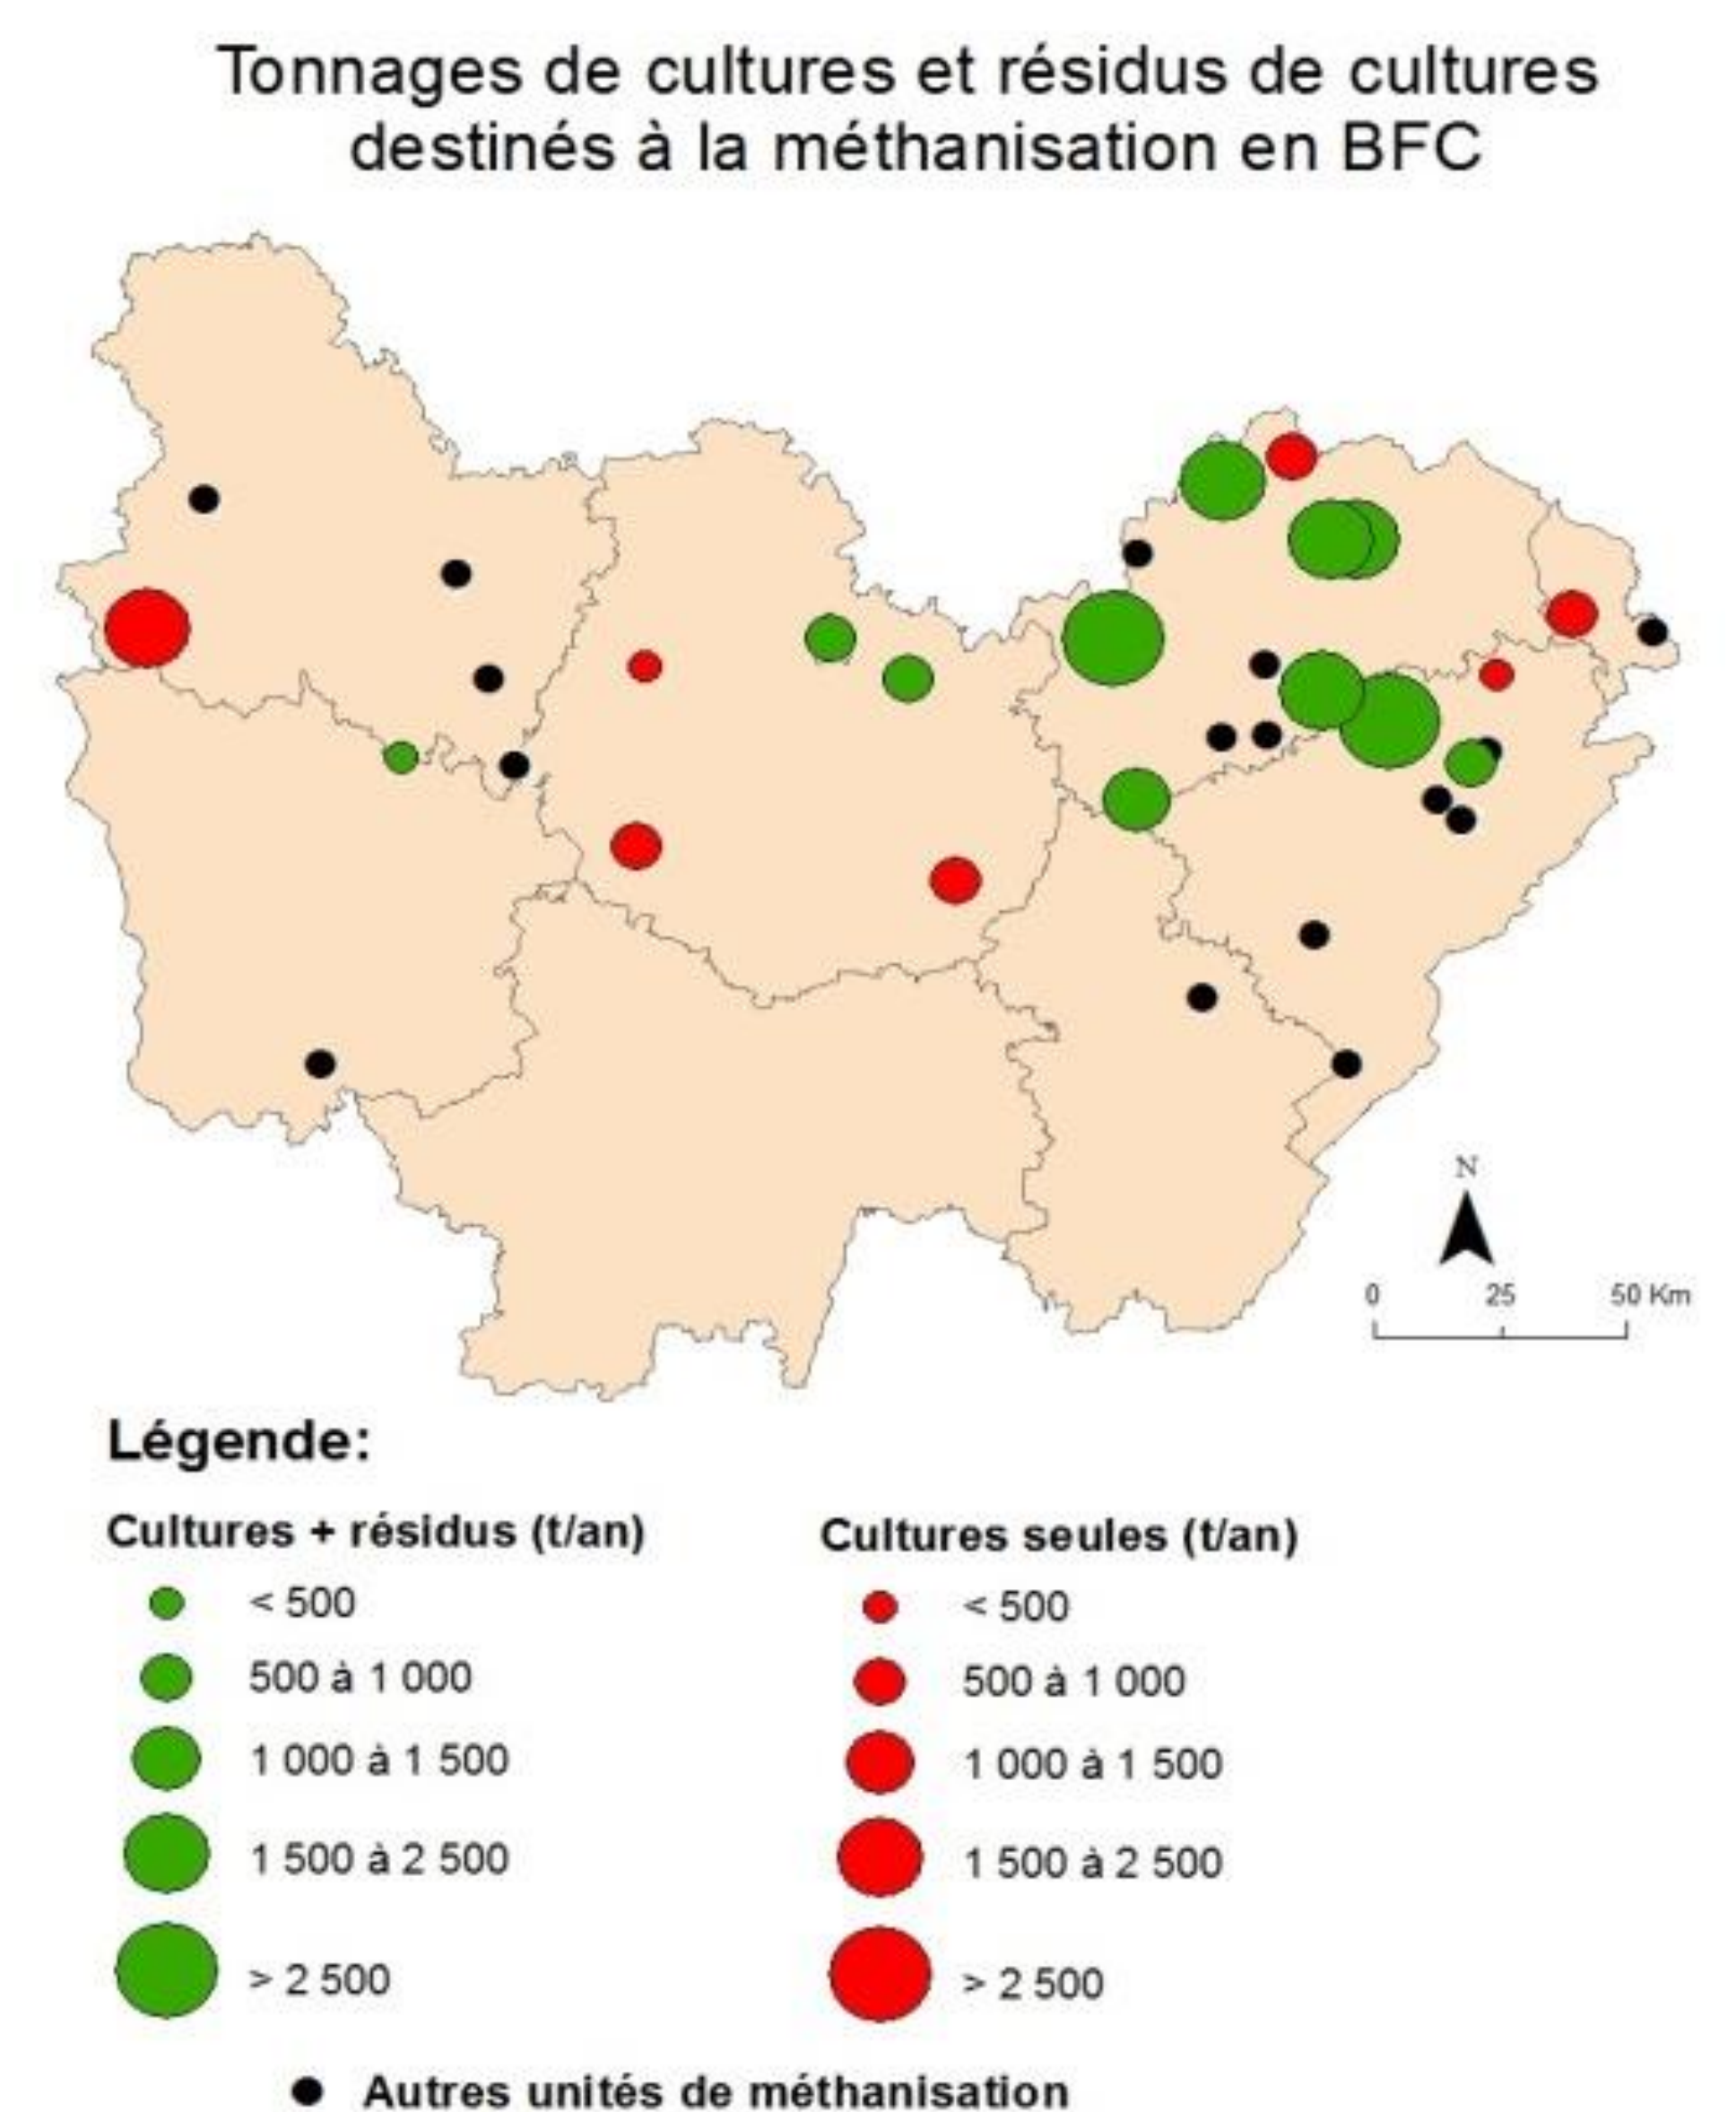 Tonnages de cultures et résidus de cultures
destinés à la méthanisation en BFC
N
0 25 50 Km
Légende:
Cultures + résidus (t/an)
< 500
500 à 1 000
1 000 à 1 500
1 500 à 2 500
> 2 500
Cultures seules (t/an)
< 500
500 à 1 000
1 000 à 1 500
1 500 à 2 500
> 2 500
Autres unités de méthanisation